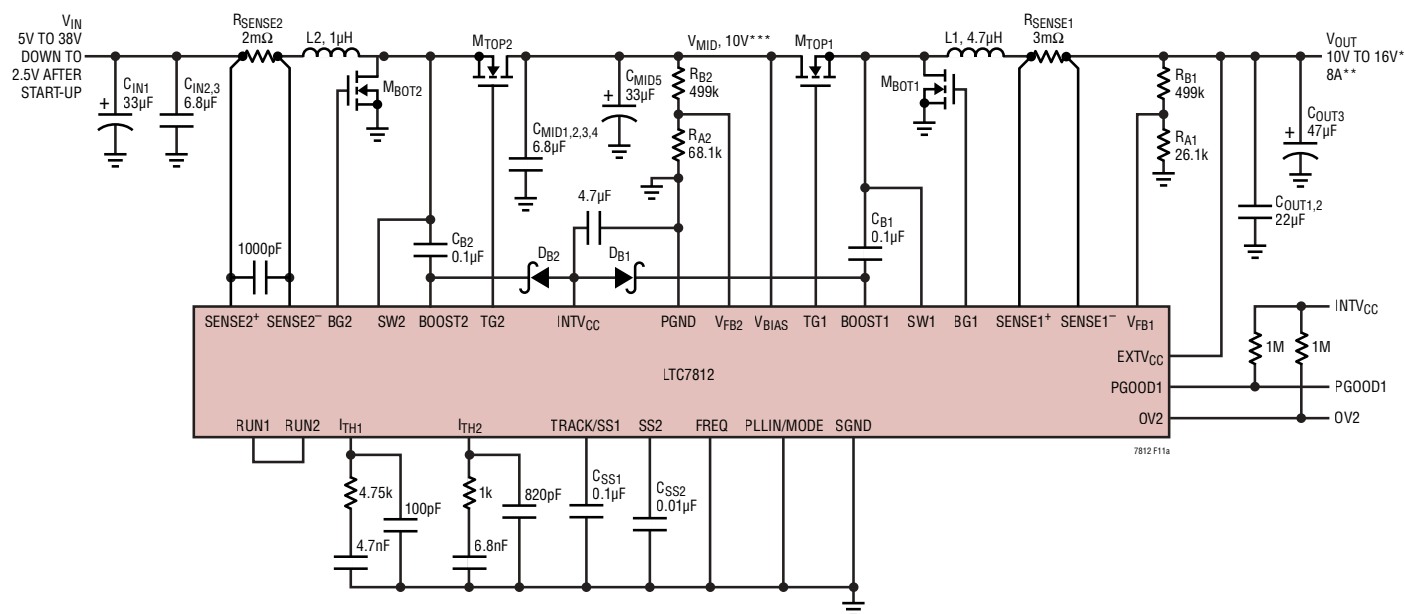 VIN
5V TO 38V
DOWN TO
2.5V AFTER
START-UP
RSENSE2
2mΩ
L2, 1µH
MTOP2
VMID, 10V***
MTOP1
L1, 4.7µH
RSENSE1
3mΩ
VOUT
10V TO 16V*
8A**
CIN1
33µF
CIN2,3
6.8µF
MBOT2
CMID1,2,3,4
6.8µF
CMID5
33µF
RB2
499k
RA2
68.1k
MBOT1
RB1
499k
RA1
26.1k
COUT3
47µF
COUT1,2
22µF
1000pF
CB2
0.1µF
DB2
4.7µF
DB1
CB1
0.1µF
SENSE2+ SENSE2– BG2 SW2 BOOST2 TG2 INTVCC PGND VFB2 VBIAS TG1 BOOST1 SW1 BG1 SENSE1+ SENSE1– VFB1
INTVCC
1M 1M
EXTVCC
LTC7812
PGOOD1 PGOOD1
OV2 OV2
RUN1 RUN2 ITH1 ITH2 TRACK/SS1 SS2 FREQ PLLIN/MODE SGND
7812 F11a
4.75k
100pF
4.7nF
1k
820pF
6.8nF
CSS1
0.1µF
CSS2
0.01µF